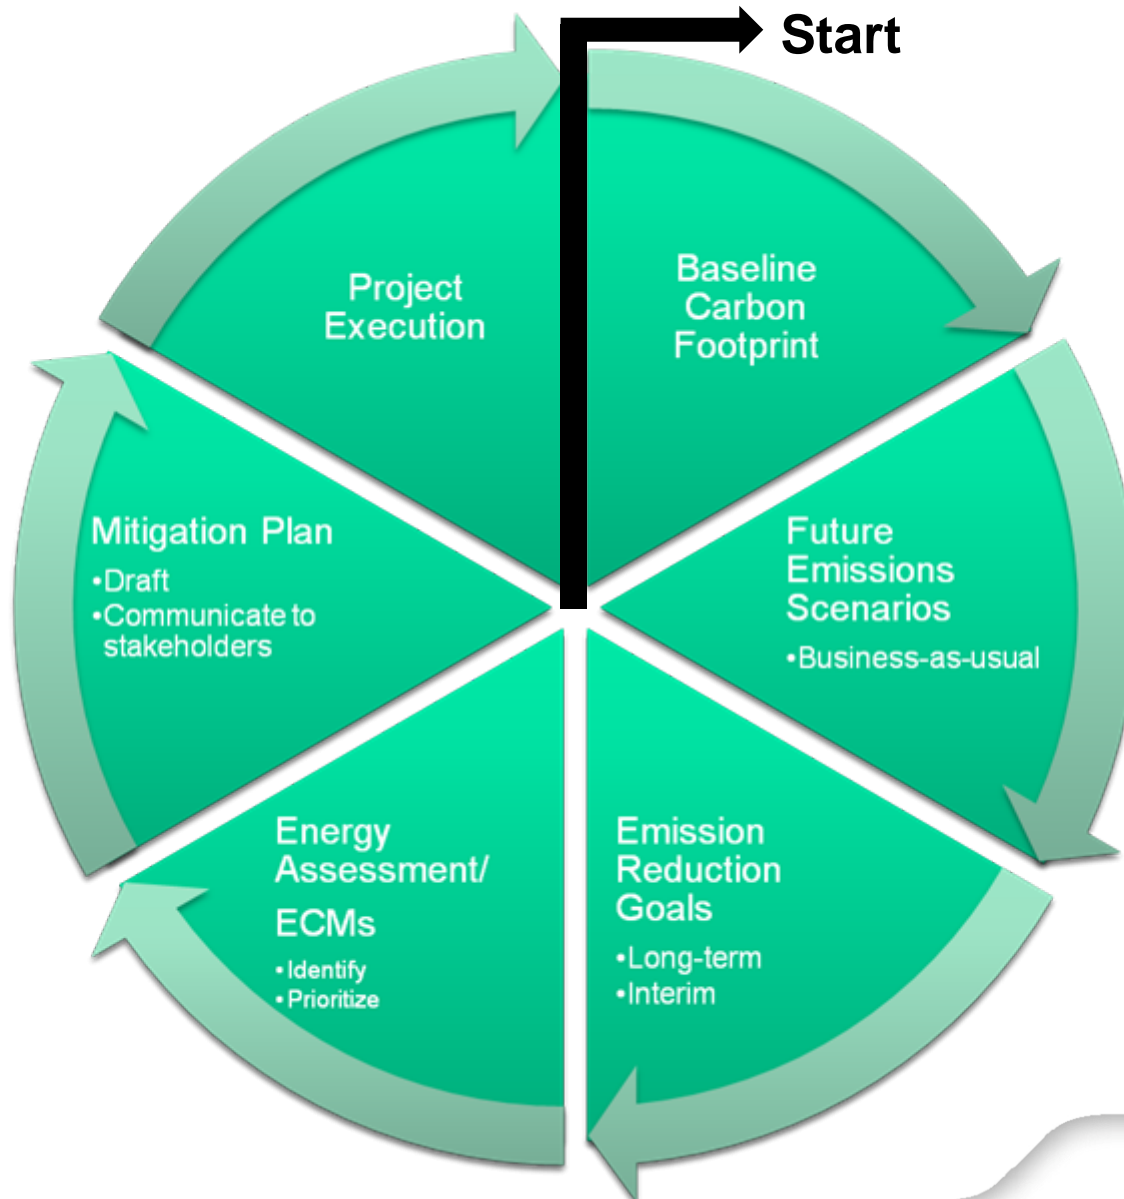 Start
Baseline
Carbon
Footprint
Future
Emissions
Scenarios
•Business-as-usual
Emission
Reduction
Goals
•Long-term
•Interim
Energy
Assessment/
ECMs
•Identify
•Prioritize
Mitigation Plan
•Draft
•Communicate to
stakeholders
Project
Execution